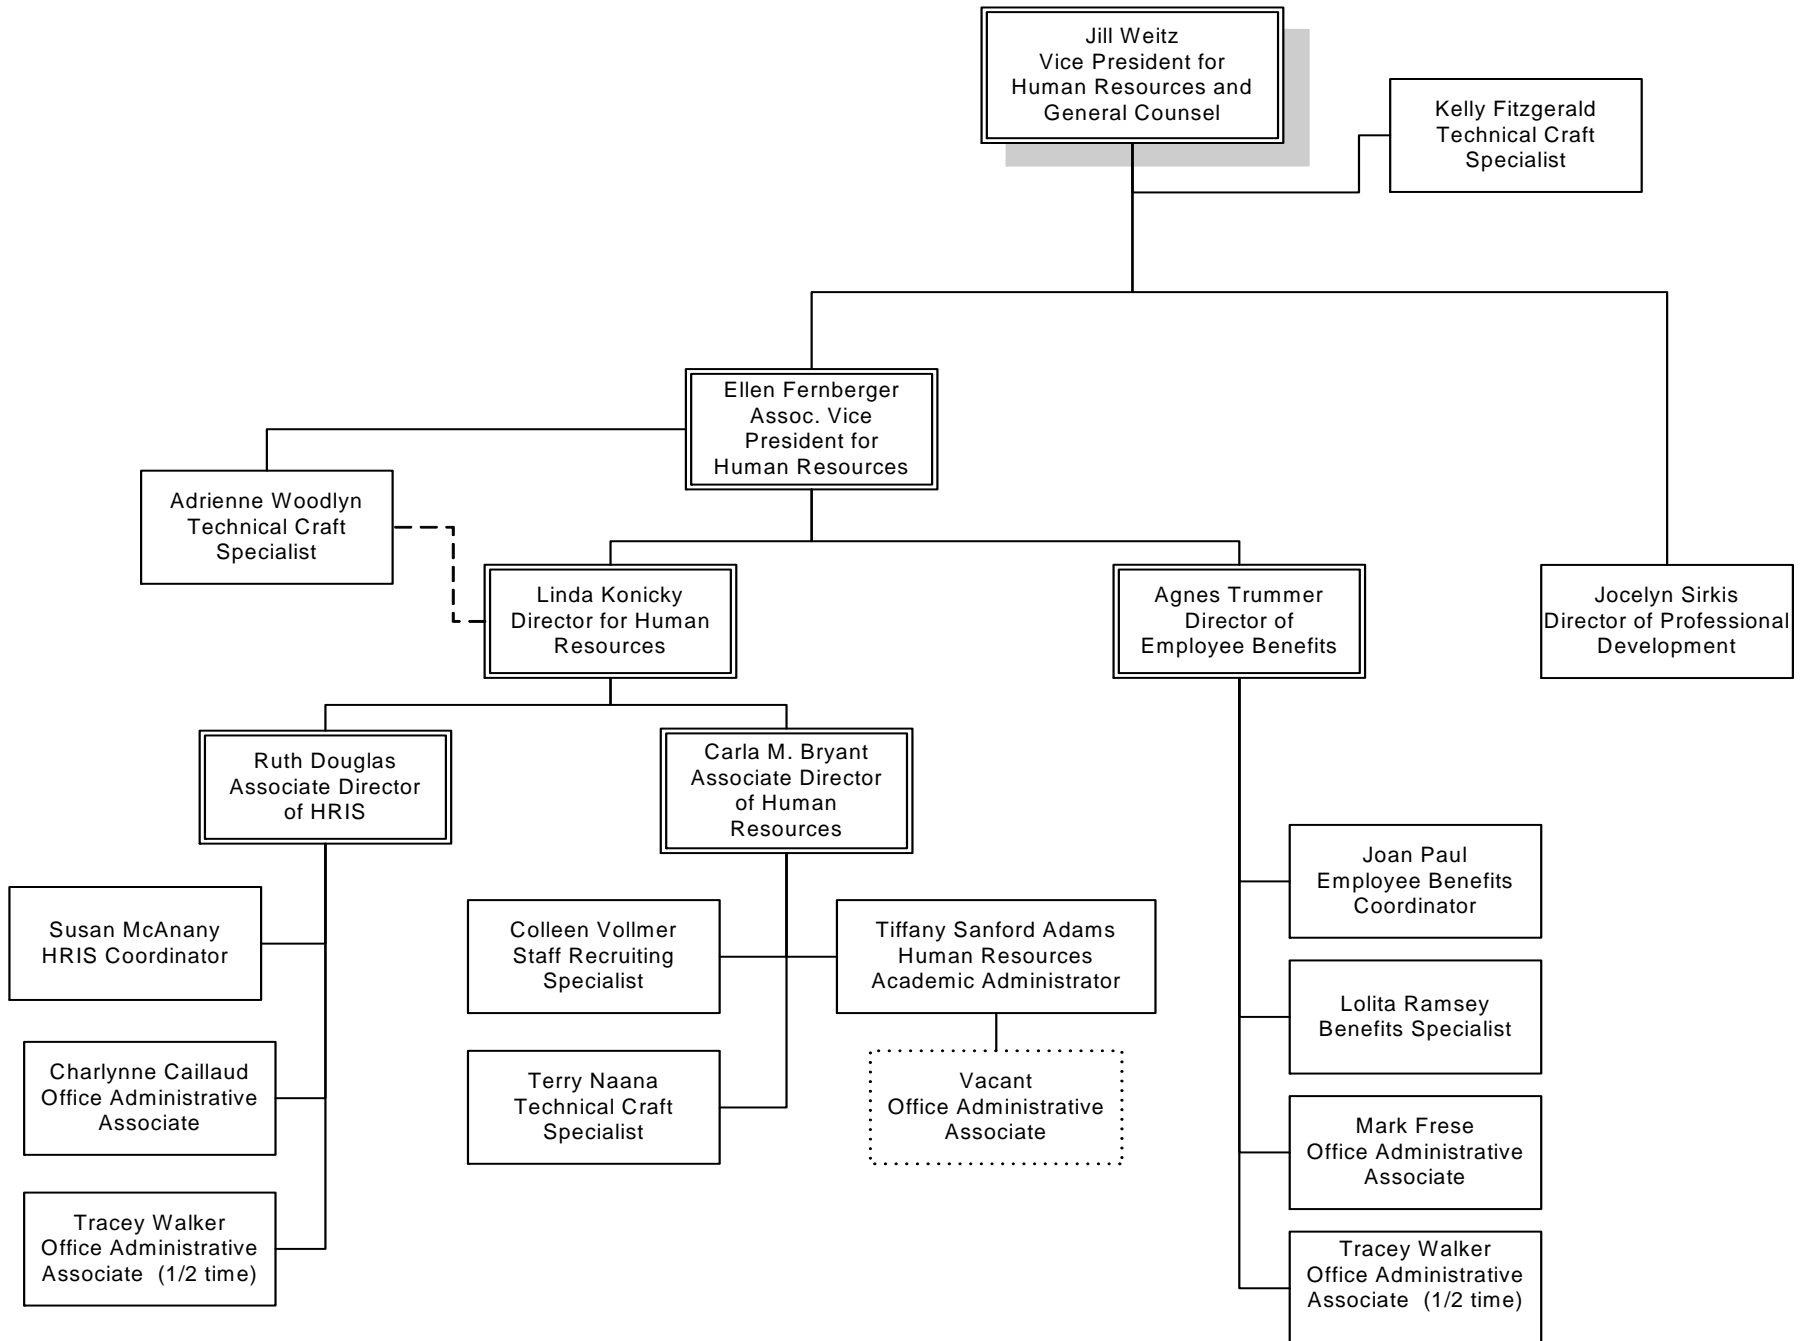 Jill Weitz
Vice President for
Human Resources and
General Counsel
Kelly Fitzgerald
Technical Craft
Specialist
Ellen Fernberger
Assoc. Vice
President for
Human Resources
Adrienne Woodlyn
Technical Craft
Specialist
Linda Konicky
Director for Human
Resources
Agnes Trummer
Director of
Employee Benefits
Jocelyn Sirkis
Director of Professional
Development
Ruth Douglas
Associate Director
of HRIS
Carla M. Bryant
Associate Director
of Human
Resources
Susan McAnany
HRIS Coordinator
Charlynne Caillaud
Office Administrative
Associate
Tracey Walker
Office Administrative
Associate (1/2 time)
Colleen Vollmer
Staff Recruiting
Specialist
Terry Naana
Technical Craft
Specialist
Tiffany Sanford Adams
Human Resources
Academic Administrator
Vacant
Office Administrative
Associate
Joan Paul
Employee Benefits
Coordinator
Lolita Ramsey
Benefits Specialist
Mark Frese
Office Administrative
Associate
Tracey Walker
Office Administrative
Associate (1/2 time)